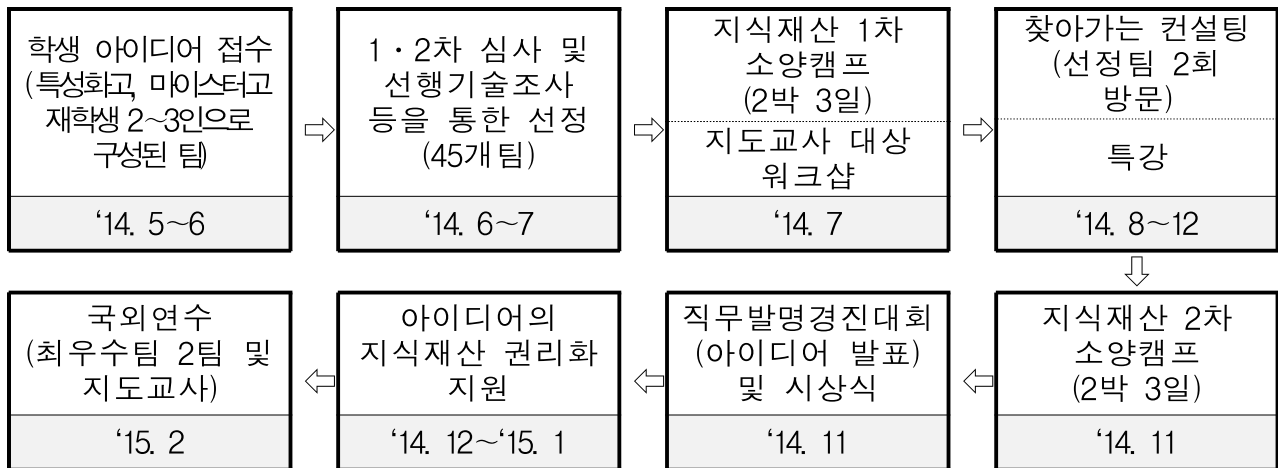 학생 아이디어 접수
(특성화고, 마이스터고
재학생 2~3인으로
구성된 팀)
‘14. 5~6
1・2차 심사 및
선행기술조사
등을 통한 선정
(45개팀)
‘14. 6~7
지식재산 1차
소양캠프
(2박 3일)
지도교사 대상
워크샵
‘14. 7
찾아가는 컨설팅
(선정팀 2회
방문)
특강
‘14. 8~12
지식재산 2차
소양캠프
(2박 3일)
‘14. 11
직무발명경진대회
(아이디어 발표)
및 시상식
‘14. 11
아이디어의
지식재산 권리화
지원
‘14. 12~‘15. 1
국외연수
(최우수팀 2팀 및
지도교사)
‘15. 2